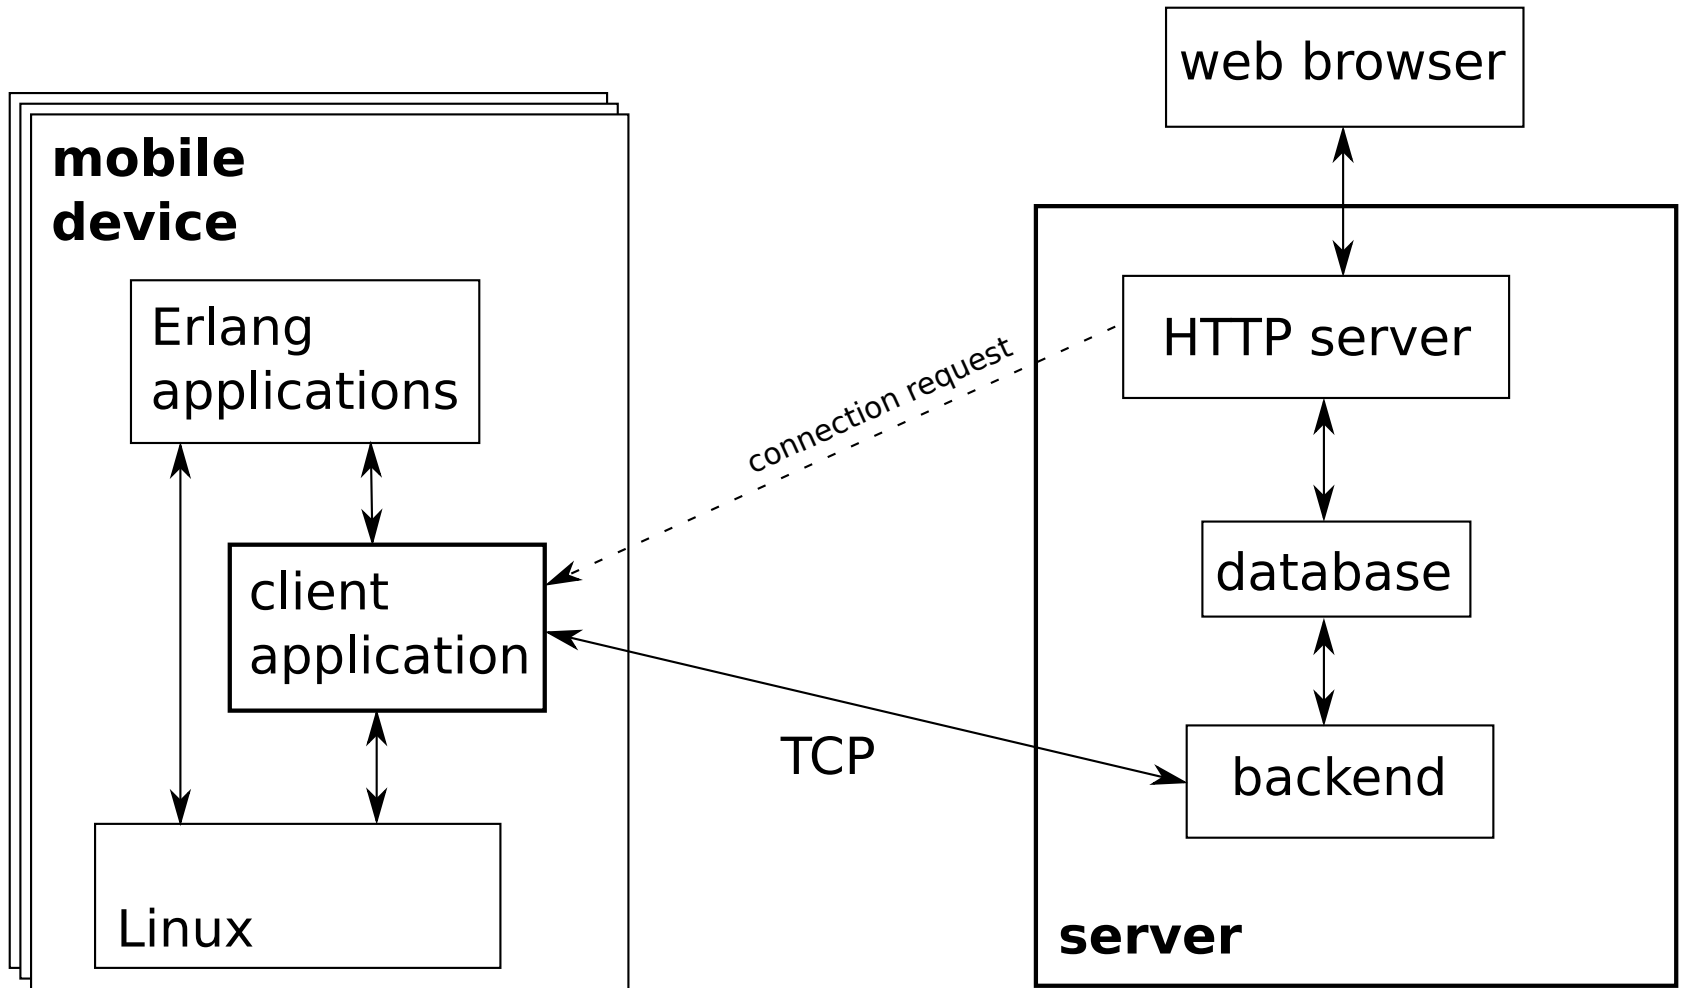 web browser
mobile
device
Erlang
applications
HTTP server
connection request
client
application
database
TCP
backend
Linux
server